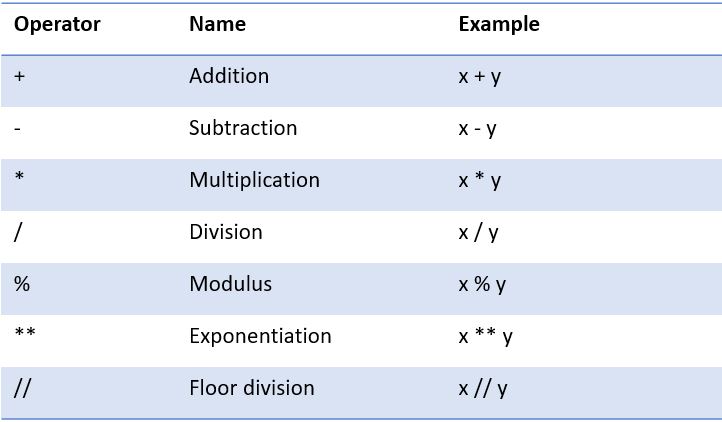 Operator Name Example
+ Addition x + y
- Subtraction x - y
* Multiplication x * y
/ Division x / y
% Modulus x % y
** Exponentiation x ** y
// Floor division x // y